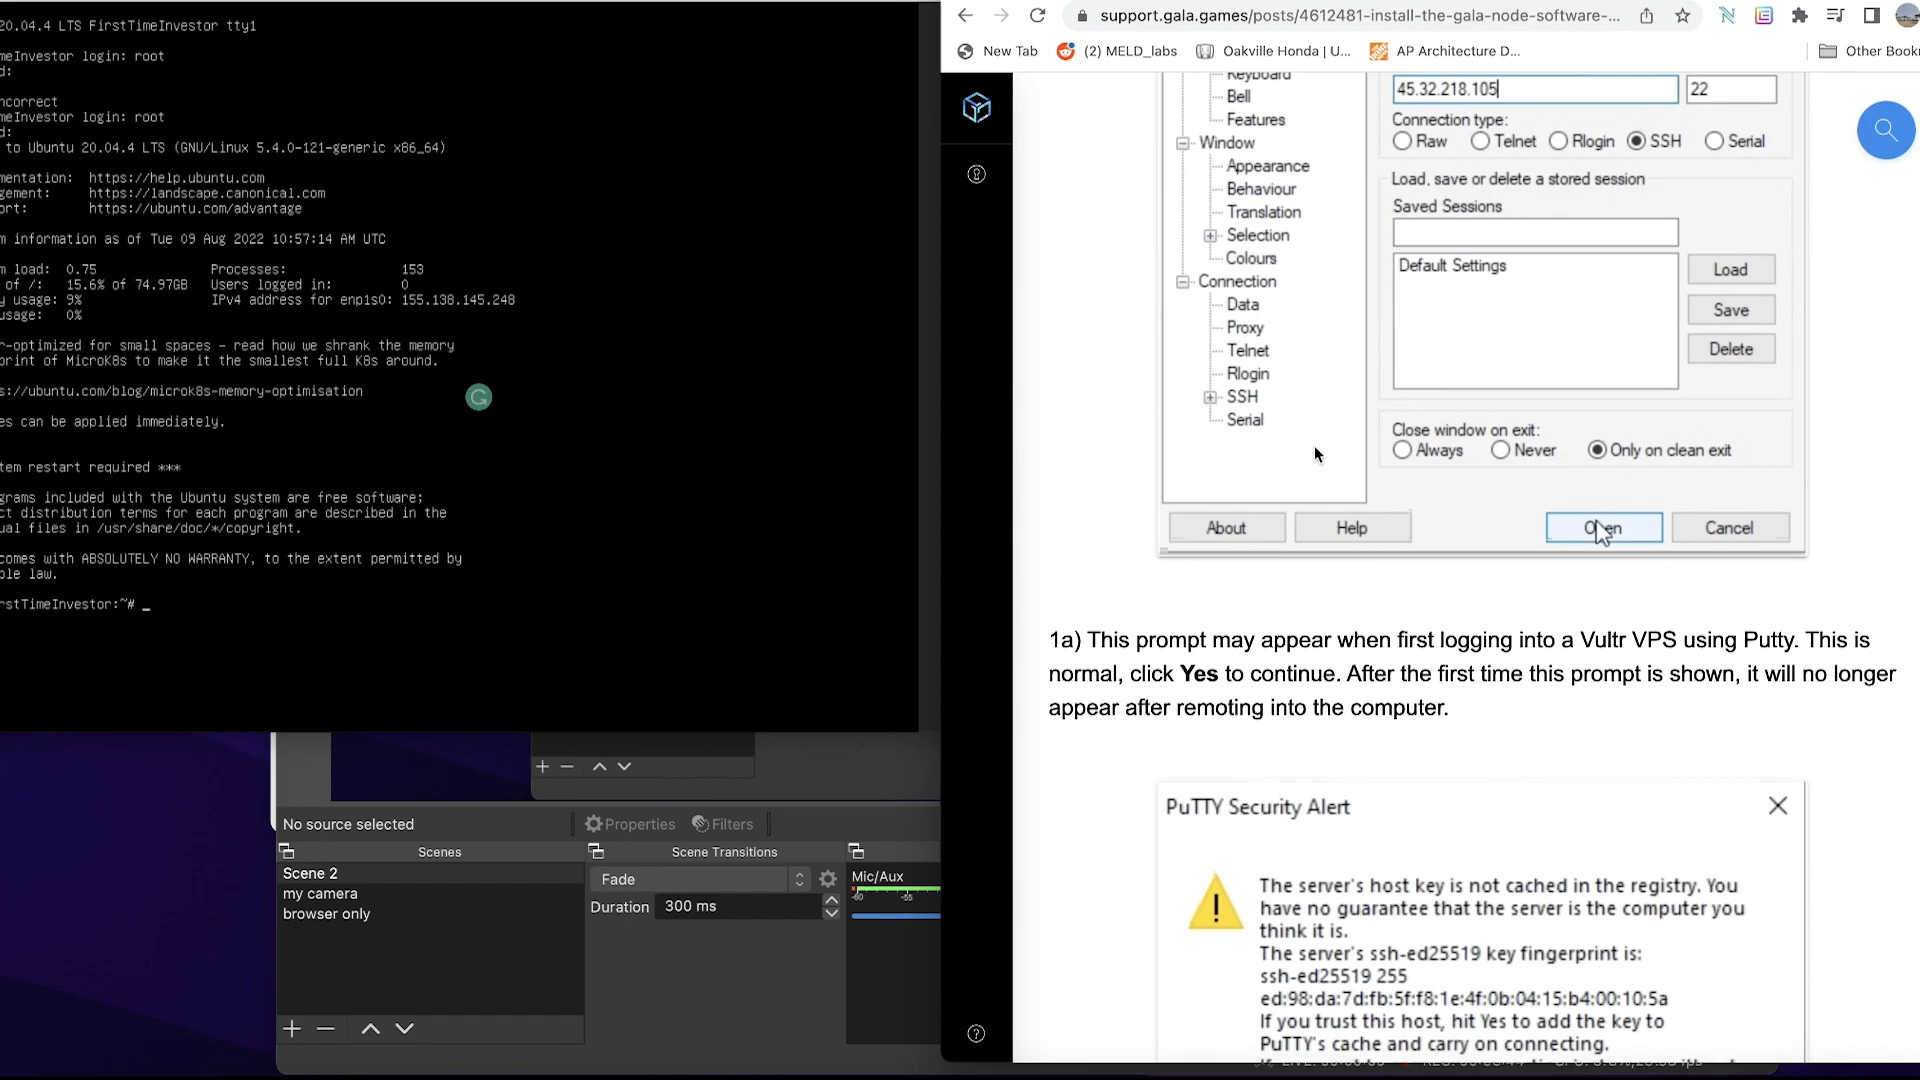 20.04.4 LTS FirstTimeInvestor tty1
meInvestor login: root
d:
ncorrect
meInvestor login: root
d:
to Ubuntu 20.04.4 LTS (GNU/Linux 5.4.0-121-generic x86_64)
mentation: https://help.ubuntu.com
gement: https://landscape.canonical.com
ort: https://ubuntu.com/advantage
m information as of Tue 09 Aug 2022 10:57:14 AM UTC
m load: 0.75 Processes: 153
of /: 15.6% of 74.97GB Users logged in: 0
y usage: 9% IPv4 address for enp1s0: 155.138.145.248
usage: 0%
r-optimized for small spaces - read how we shrank the memory
print of MicroK8s to make it the smallest full K8s around.
s://ubuntu.com/blog/microk8s-memory-optimisation
es can be applied immediately.
tem restart required ***
grams included with the Ubuntu system are free software;
ct distribution terms for each program are described in the
ual files in /usr/share/doc/*/copyright.
comes with ABSOLUTELY NO WARRANTY, to the extent permitted by
ble law.
rstTimeInvestor:~# _
No source selected
Properties
Filters
Scenes
Scene Transitions
Scene 2
my camera
browser only
Fade
Duration 300 ms
Mic/Aux
-60 -55
support.gala.games/posts/4612481-install-the-gala-node-software-...
New Tab
(2) MELD_labs
Oakville Honda | U...
AP Architecture D...
Other Bookr
Keyboard
Bell
Features
Window
Appearance
Behaviour
Translation
Selection
Colours
Connection
Data
Proxy
Telnet
Rlogin
SSH
Serial
45.32.218.105
22
Connection type:
Raw Telnet Rlogin SSH Serial
Load, save or delete a stored session
Saved Sessions
Default Settings
Load
Save
Delete
Close window on exit:
Always Never Only on clean exit
About Help Open Cancel
1a) This prompt may appear when first logging into a Vultr VPS using Putty. This is
normal, click Yes to continue. After the first time this prompt is shown, it will no longer
appear after remoting into the computer.
PuTTY Security Alert
The server's host key is not cached in the registry. You
have no guarantee that the server is the computer you
think it is.
The server's ssh-ed25519 key fingerprint is:
ssh-ed25519 255
ed:98:da:7d:fb:5f:f8:1e:4f:0b:04:15:b4:00:10:5a
If you trust this host, hit Yes to add the key to
PuTTY's cache and carry on connecting.